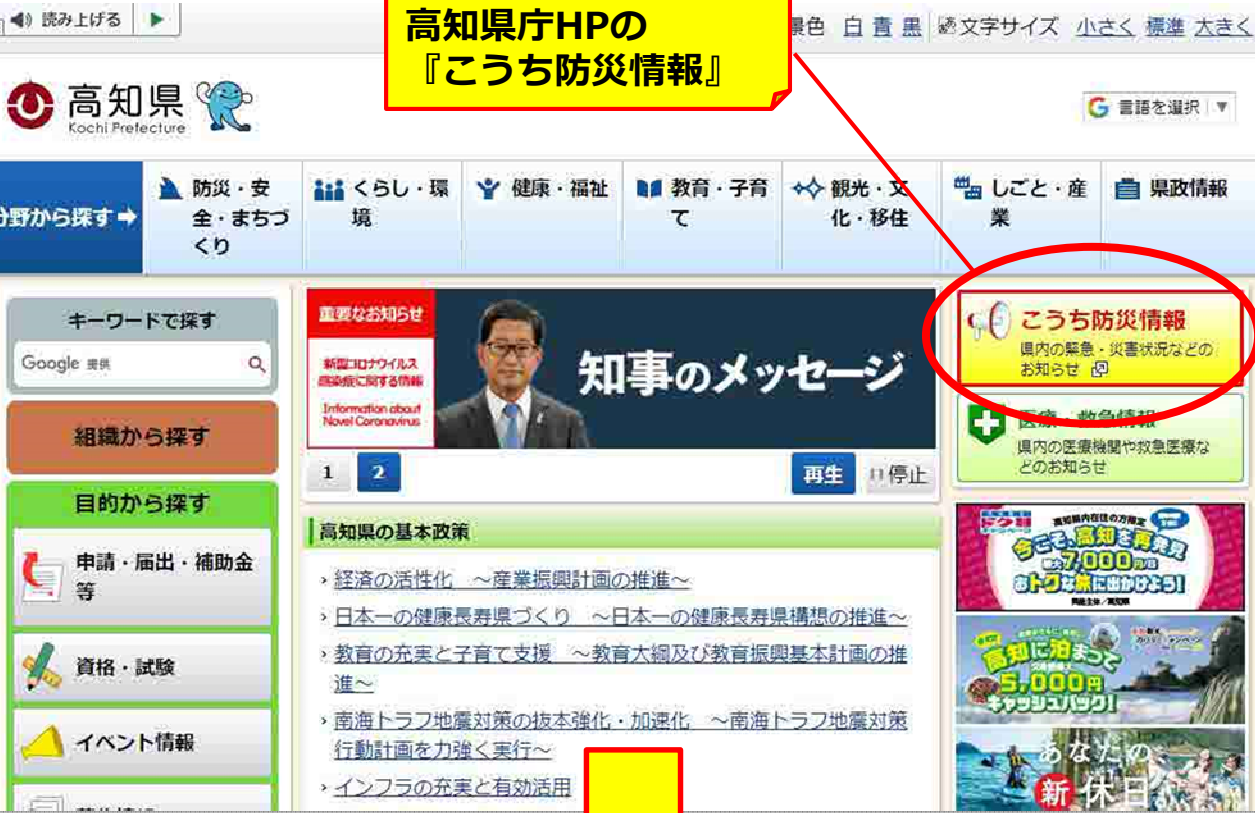 読み上げる
高知県庁HPの
『こうち防災情報』
景色 白 青 黒 文字サイズ 小さく 標準 大きく
高知県
Kochi Prefecture
言語を選択
分野から探す
防災・安
全・まちづ
くり
くらし・環
境
健康・福祉
教育・子育
て
観光・文
化・移住
しごと・産
業
県政情報
キーワードで探す
Google 提供
組織から探す
目的から探す
申請・届出・補助金
等
資格・試験
イベント情報
重要なお知らせ
新型コロナウイルス
感染症に関する情報
Information about
Novel Coronavirus
知事のメッセージ
1 2
再生 停止
高知県の基本政策
経済の活性化 ～産業振興計画の推進～
日本一の健康長寿県づくり ～日本一の健康長寿県構想の推進～
教育の充実と子育て支援 ～教育大綱及び教育振興基本計画の推
進～
南海トラフ地震対策の抜本強化・加速化 ～南海トラフ地震対策
行動計画を力強く実行～
インフラの充実と有効活用
こうち防災情報
県内の緊急・災害状況などの
お知らせ
医療・救急情報
県内の医療機関や救急医療な
どのお知らせ
高知県内在住の方限定
今こそ、高知を再発見
最大7,000円
おトクな旅に出かけよう!
高知に泊まって
5,000円
キャッシュバック!
あなたの
新休日